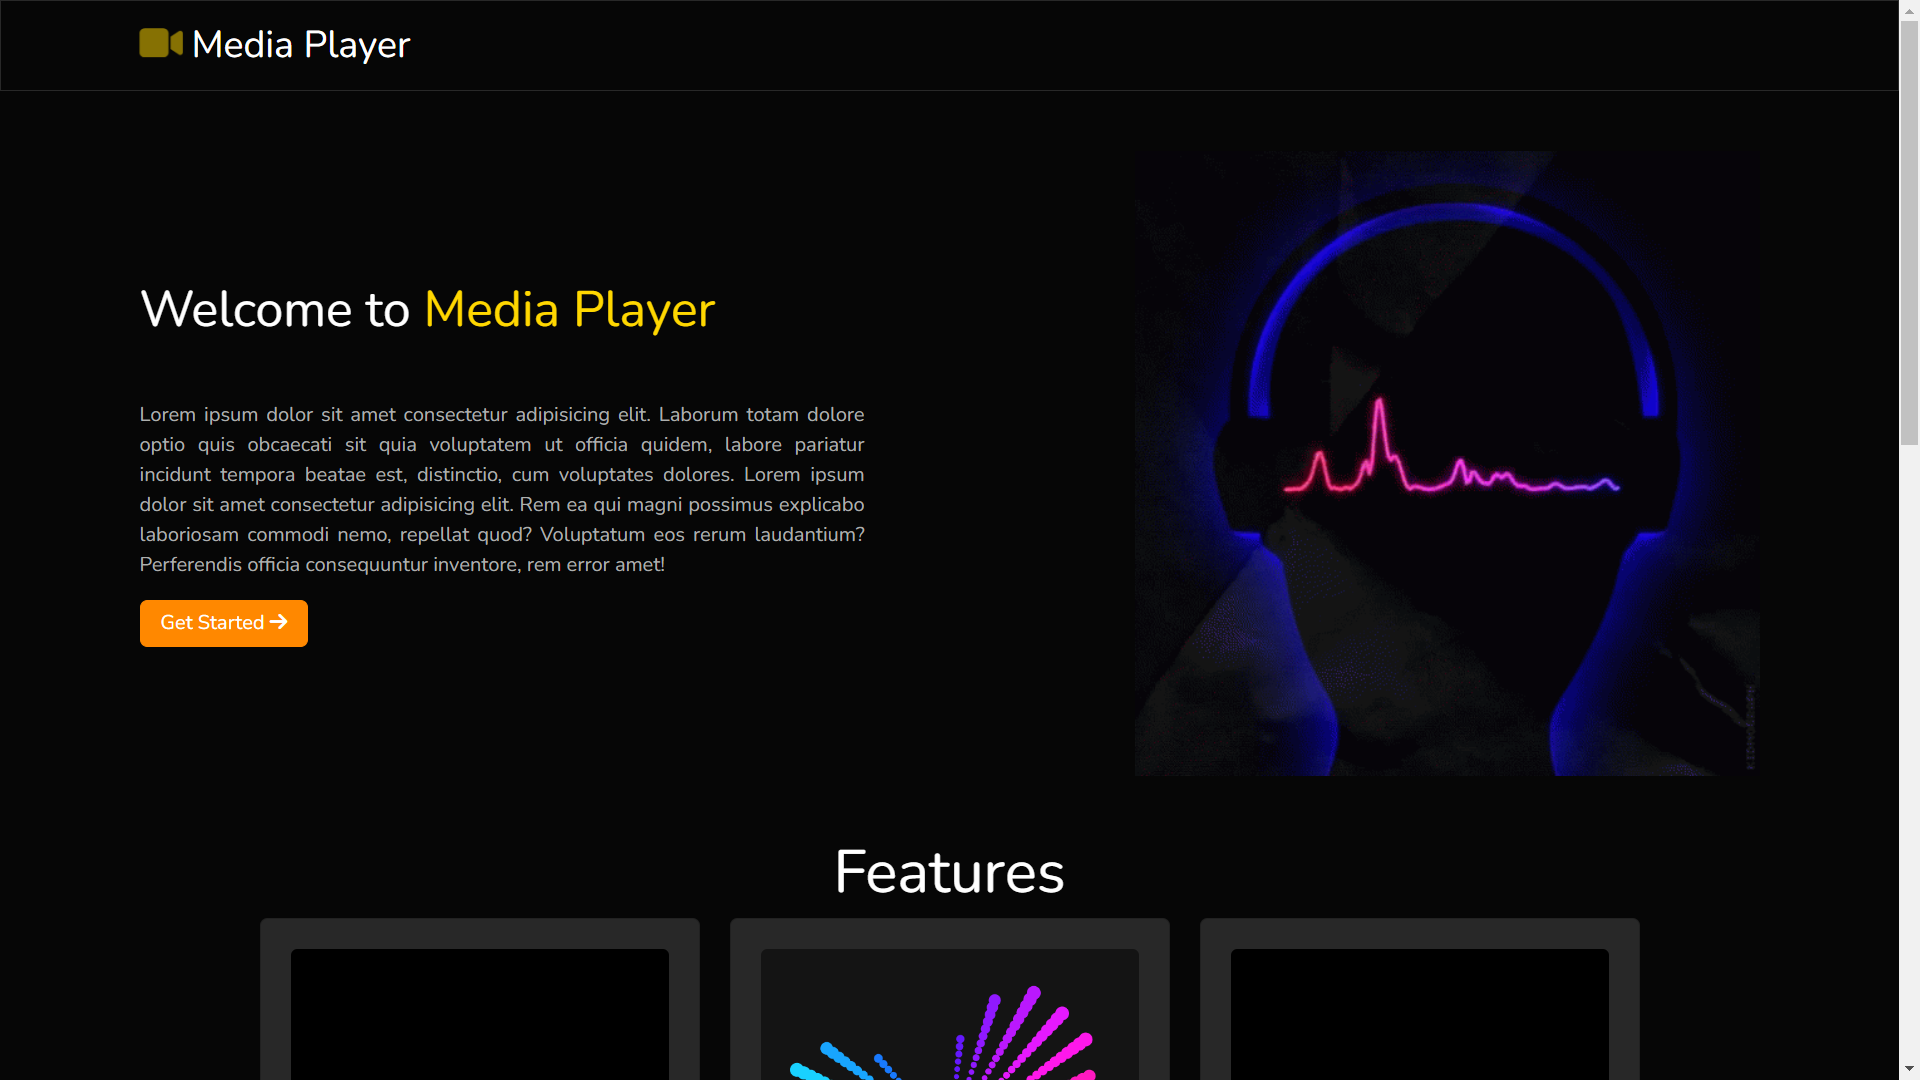 Media Player
Welcome to Media Player
Lorem ipsum dolor sit amet consectetur adipisicing elit. Laborum totam dolore
optio quis obcaecati sit quia voluptatem ut officia quidem, labore pariatur
incidunt tempora beatae est, distinctio, cum voluptates dolores. Lorem ipsum
dolor sit amet consectetur adipisicing elit. Rem ea qui magni possimus explicabo
laboriosam commodi nemo, repellat quod? Voluptatum eos rerum laudantium?
Perferendis officia consequuntur inventore, rem error amet!
Get Started
KIDMOGRAPH
Features